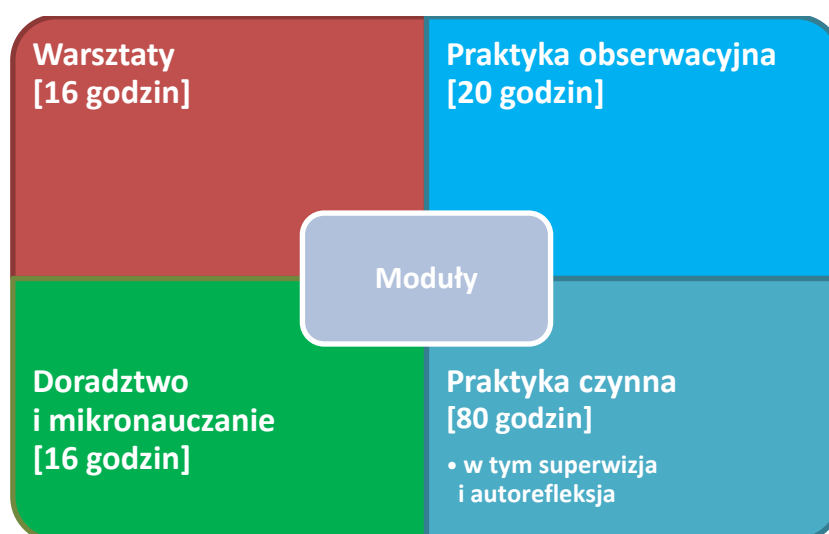 Warsztaty
[16 godzin]
Praktyka obserwacyjna
[20 godzin]
Moduły
Doradztwo
i mikronauczanie
[16 godzin]
Praktyka czynna
[80 godzin]
• w tym superwizja
i autorefleksja